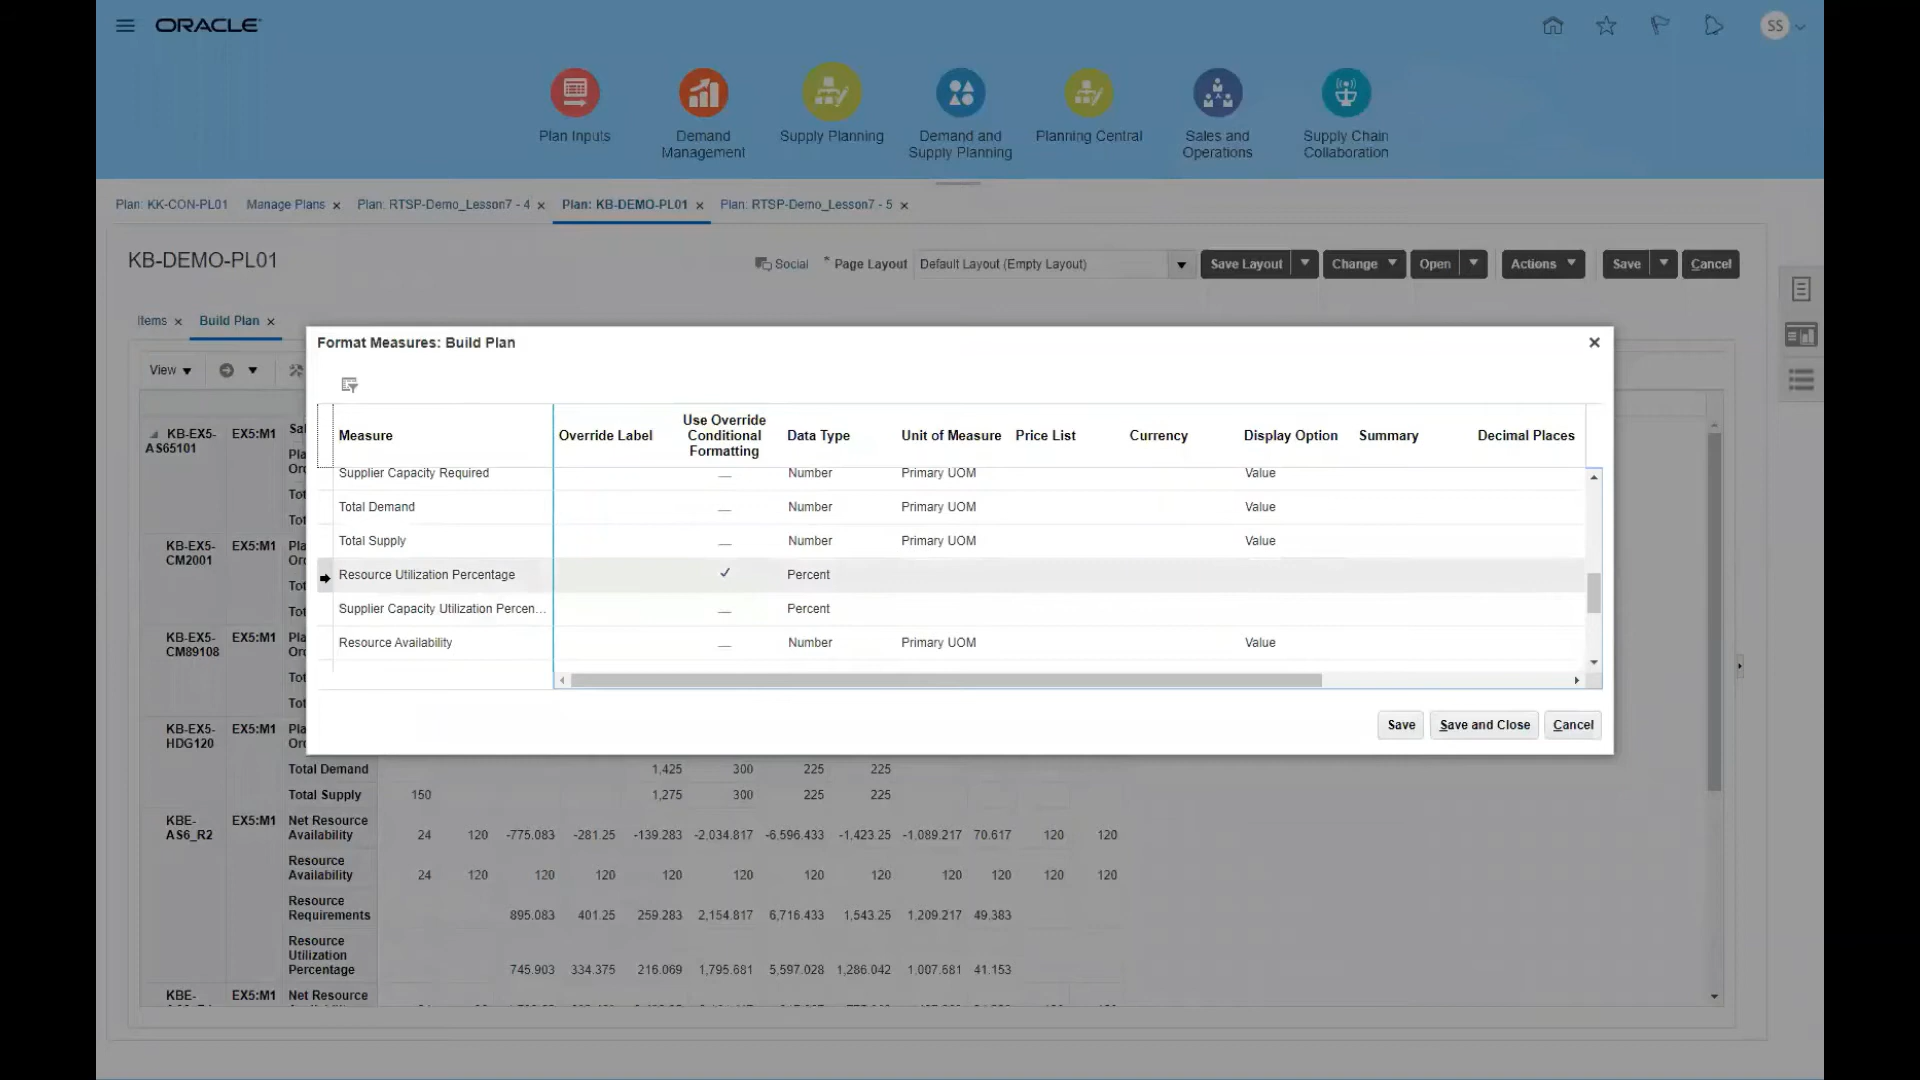 ORACLE
SS
Plan Inputs
Demand
Management
Supply Planning
Demand and
Supply Planning
Planning Central
Sales and
Operations
Supply Chain
Collaboration
Plan: KK-CON-PL01
Manage Plans
Plan: RTSP-Demo_Lesson7 - 4
Plan: KB-DEMO-PL01
Plan: RTSP-Demo_Lesson7 - 5
KB-DEMO-PL01
Social
* Page Layout
Default Layout (Empty Layout)
Save Layout
Change
Open
Actions
Save
Cancel
Items
Build Plan
View
Format Measures: Build Plan
Measure
Override Label
Use Override
Conditional
Formatting
Data Type
Unit of Measure
Price List
Currency
Display Option
Summary
Decimal Places
Supplier Capacity Required Number Primary UOM Value
Total Demand Number Primary UOM Value
Total Supply Number Primary UOM Value
Resource Utilization Percentage Percent
Supplier Capacity Utilization Percen... Percent
Resource Availability Number Primary UOM Value
Save
Save and Close
Cancel
KB-EX5-
AS65101
EX5:M1
KB-EX5-
CM2001
EX5:M1
KB-EX5-
CM89108
EX5:M1
KB-EX5-
HDG120
EX5:M1
Total Demand 1,425 300 225 225
Total Supply 150 1,275 300 225 225
KBE-
AS6_R2
EX5:M1
Net Resource
Availability 24 120 -775.083 -281.25 -139.283 -2,034.817 -6,596.433 -1,423.25 -1,089.217 70.617 120 120
Resource
Availability 24 120 120 120 120 120 120 120 120 120 120 120
Resource
Requirements 895.083 401.25 259.283 2,154.817 6,716.433 1,543.25 1,209.217 49.383
Resource
Utilization
Percentage 745.903 334.375 216.069 1,795.681 5,597.028 1,286.042 1,007.681 41.153
KBE-
EX5:M1
Net Resource